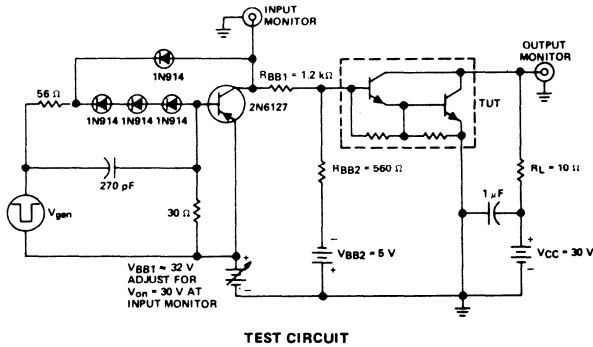 INPUT
MONITOR
OUTPUT
MONITOR
1N914
RBB1 = 1.2 kΩ
56 Ω
2N6127
TUT
1N914 1N914 1N914
270 pF
RBB2 = 560 Ω
RL = 10 Ω
1 µF
Vgen
30 Ω
VBB1 ≈ 32 V
ADJUST FOR
Von = 30 V AT
INPUT MONITOR
+
-
-
+
VBB2 = 5 V
+
-
VCC = 30 V
TEST CIRCUIT